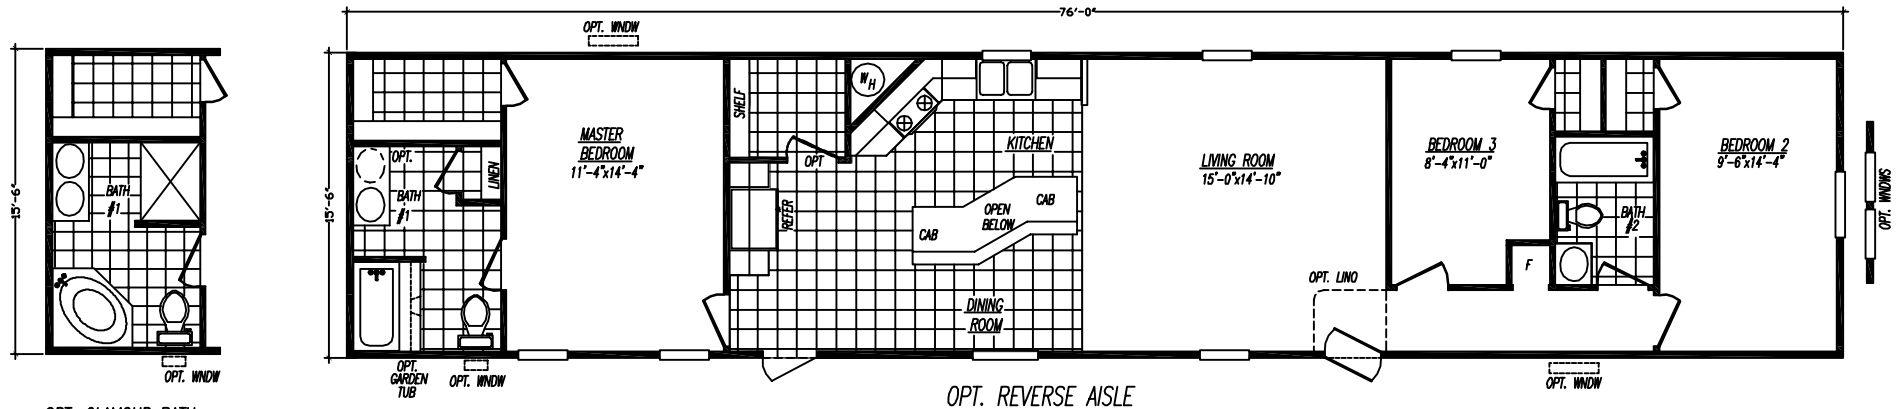 76'-0"
OPT. WNDW
15'-6"
BATH
#1
OPT. WNDW
15'-6"
OPT.
LINEN
BATH
#1
OPT.
GARDEN
TUB
OPT. WNDW
MASTER
BEDROOM
11'-4"x14'-4"
SHELF
OPT
W H
REFER
KITCHEN
CAB
OPEN
BELOW
CAB
DINING
ROOM
LIVING ROOM
15'-0"x14'-10"
OPT. LINO
BEDROOM 3
8'-4"x11'-0"
F
BATH
#2
BEDROOM 2
9'-6"x14'-4"
OPT. WNDWS
OPT. WNDW
OPT. REVERSE AISLE